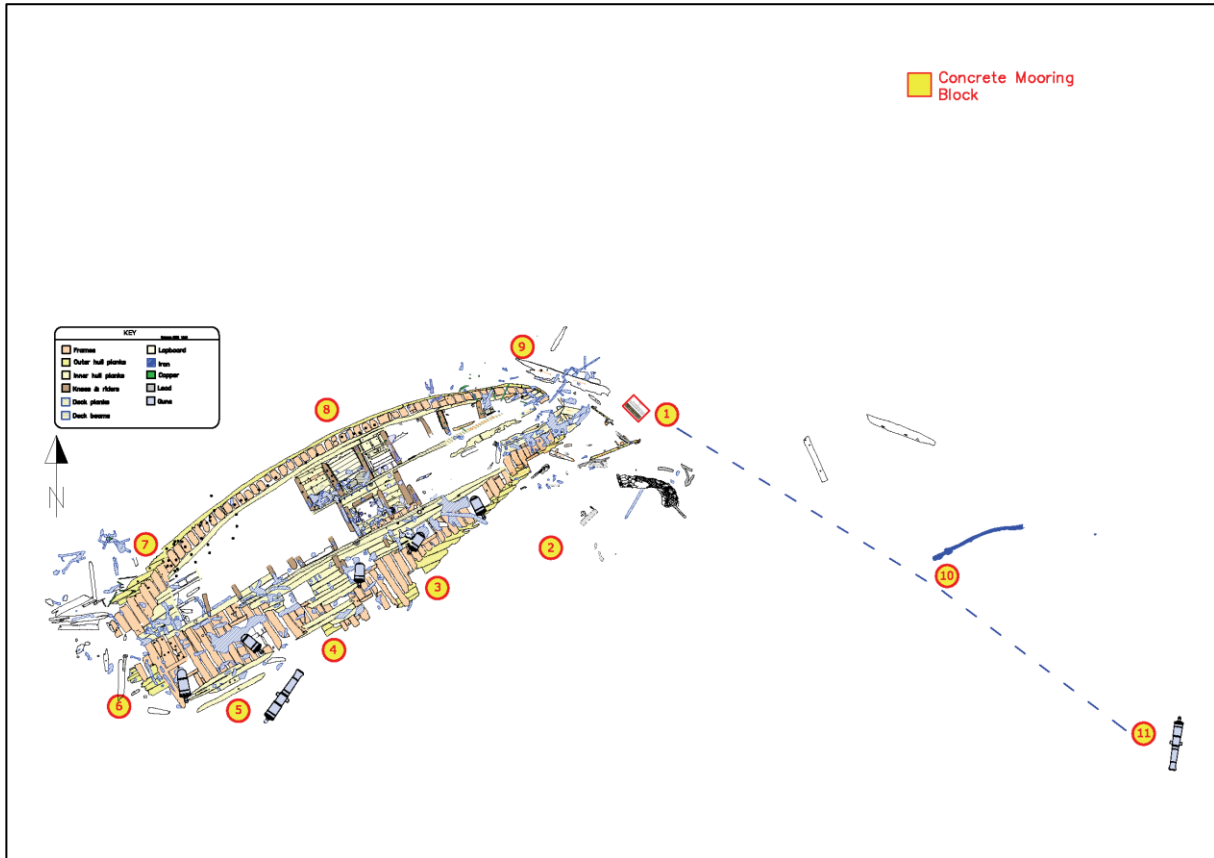 Concrete Mooring
Block
KEY
Frames
Outer hull planks
Inner hull planks
Knees & riders
Deck planks
Deck beams
Lapboard
Iron
Copper
Lead
Guns
N
9
8
1
7
2
10
3
4
6
5
11